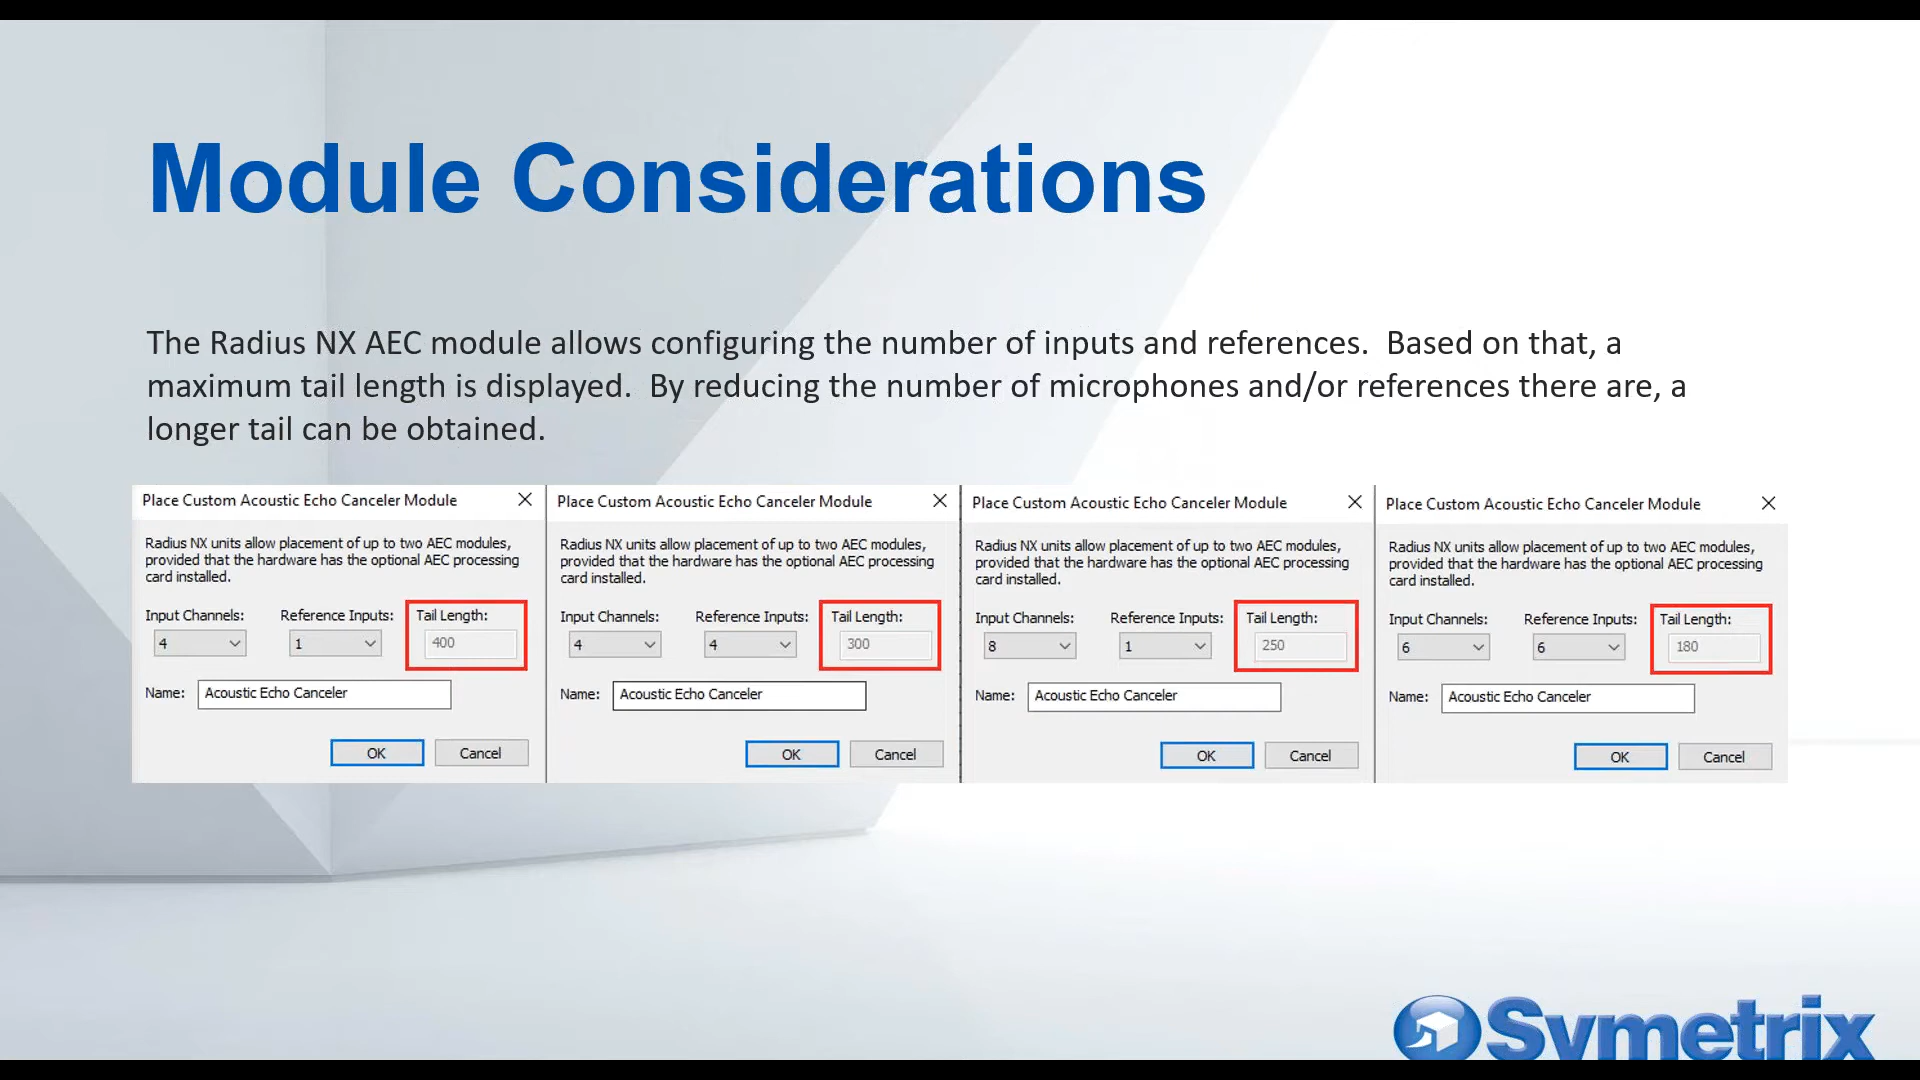 Module Considerations
The Radius NX AEC module allows configuring the number of inputs and references.  Based on that, a
maximum tail length is displayed.  By reducing the number of microphones and/or references there are, a
longer tail can be obtained.
Place Custom Acoustic Echo Canceler Module
Radius NX units allow placement of up to two AEC modules,
provided that the hardware has the optional AEC processing
card installed.
Input Channels: Reference Inputs: Tail Length:
4 1 400
Name: Acoustic Echo Canceler
OK Cancel
Place Custom Acoustic Echo Canceler Module
Radius NX units allow placement of up to two AEC modules,
provided that the hardware has the optional AEC processing
card installed.
Input Channels: Reference Inputs: Tail Length:
4 4 300
Name: Acoustic Echo Canceler
OK Cancel
Place Custom Acoustic Echo Canceler Module
Radius NX units allow placement of up to two AEC modules,
provided that the hardware has the optional AEC processing
card installed.
Input Channels: Reference Inputs: Tail Length:
8 1 250
Name: Acoustic Echo Canceler
OK Cancel
Place Custom Acoustic Echo Canceler Module
Radius NX units allow placement of up to two AEC modules,
provided that the hardware has the optional AEC processing
card installed.
Input Channels: Reference Inputs: Tail Length:
6 6 180
Name: Acoustic Echo Canceler
OK Cancel
Symetrix